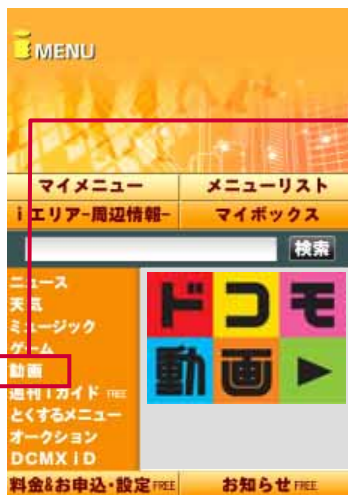 i MENU
マイメニュー メニューリスト
iエリア-周辺情報- マイボックス
検索
ニュース
天気
ミュージック
ゲーム
動画
週刊iガイド FREE
とくするメニュー
オークション
DCMX iD
ドコモ
動画▶
料金&お申込・設定 FREE お知らせ FREE